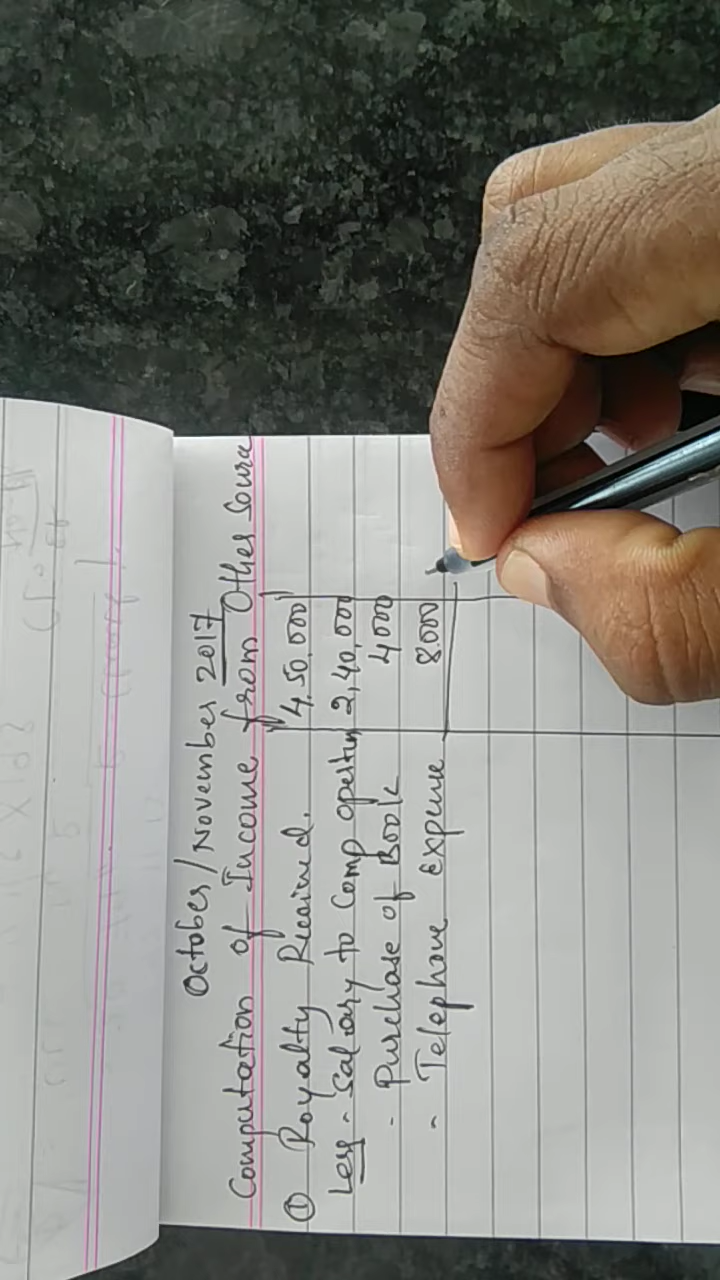 October/November 2017
Computation of Income from Other Source
① Royalty Received. 4,50,000
Less - Salary to Comp opertin 2,40,000
- Purchase of Book 4000
- Telephone Expense 8000